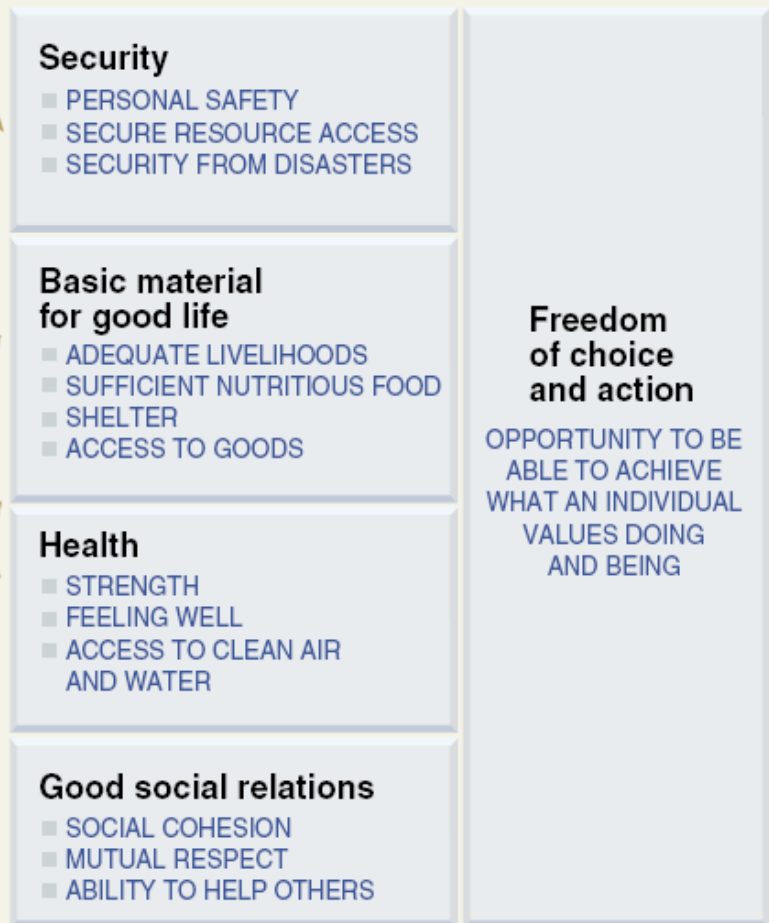 Security
PERSONAL SAFETY
SECURE RESOURCE ACCESS
SECURITY FROM DISASTERS
Basic material
for good life
ADEQUATE LIVELIHOODS
SUFFICIENT NUTRITIOUS FOOD
SHELTER
ACCESS TO GOODS
Health
STRENGTH
FEELING WELL
ACCESS TO CLEAN AIR
AND WATER
Good social relations
SOCIAL COHESION
MUTUAL RESPECT
ABILITY TO HELP OTHERS
Freedom
of choice
and action
OPPORTUNITY TO BE
ABLE TO ACHIEVE
WHAT AN INDIVIDUAL
VALUES DOING
AND BEING